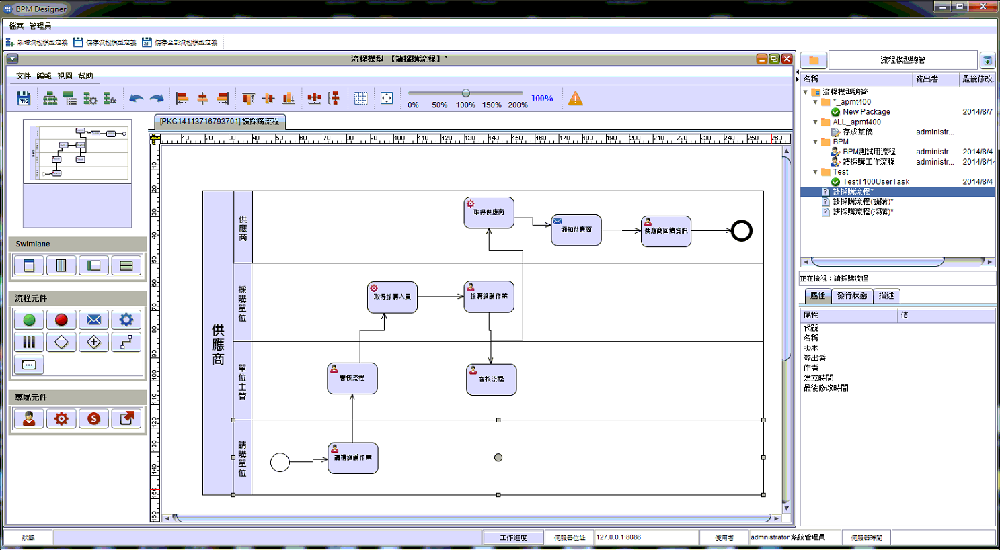 BPM Designer
檔案 管理員
新增流程模型定義 儲存流程模型定義 儲存全部流程模型定義
流程模型 【請採購流程】*
文件 編輯 視圖 幫助
0% 50% 100% 150% 200% 100%
[PKG14113716793701] 請採購流程
10 20 30 40 50 60 70 80 90 100 110 120 130 140 150 160 170 180 190 200 210 220 230 240 250 260
10
20
30
40
50
60
70
80
90
100
110
120
130
140
150
160
Swimlane
流程元件
專屬元件
供應商
供應商
取得供應商
通知供應商
供應商回饋資訊
採購單位
取得採購人員
採購維護作業
單位主管
審核流程
審核流程
請購單位
請購維護作業
流程模型總管
名稱 簽出者 最後修改.
流程模型總管
*_apmt400
New Package 2014/8/7
ALL_apmt400
存成草稿 administr...
BPM
BPM測試用流程 administr... 2014/8/4
請採購工作流程 administr... 2014/8/14
Test
TestT100UserTask 2014/8/4
請採購流程*
請採購流程(請購)*
請採購流程(採購)*
正在檢視：請採購流程
屬性 發行狀態 描述
屬性 值
代號
名稱
版本
簽出者
作者
建立時間
最後修改時間
狀態 工作進度 伺服器位址 127.0.0.1:8086 使用者 administrator 系統管理員 伺服器時間